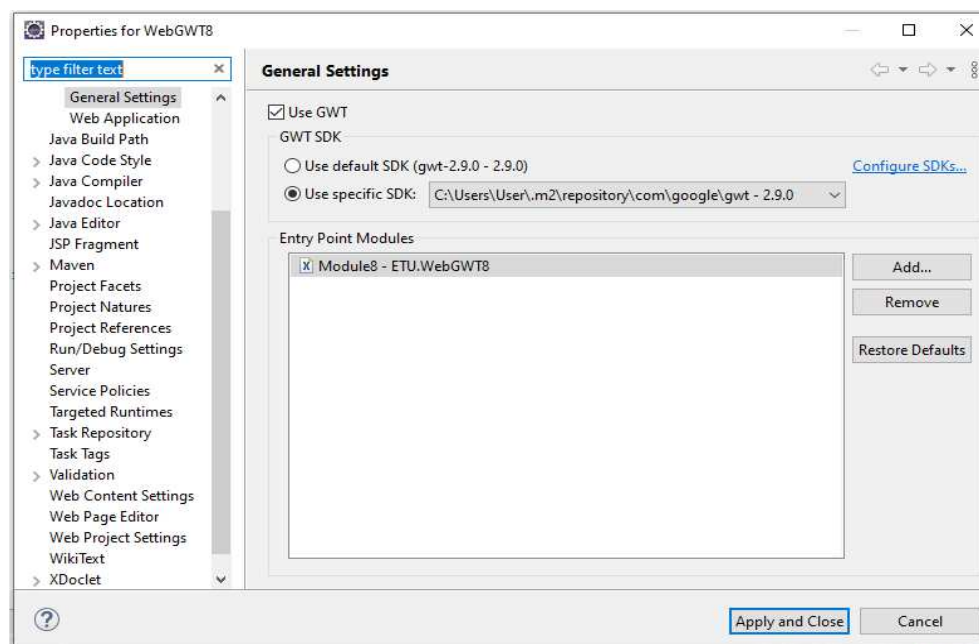 Properties for WebGWT8
type filter text
General Settings
Web Application
Java Build Path
Java Code Style
Java Compiler
Javadoc Location
Java Editor
JSP Fragment
Maven
Project Facets
Project Natures
Project References
Run/Debug Settings
Server
Service Policies
Targeted Runtimes
Task Repository
Task Tags
Validation
Web Content Settings
Web Page Editor
Web Project Settings
WikiText
XDoclet
General Settings
Use GWT
GWT SDK
Use default SDK (gwt-2.9.0 - 2.9.0)
Configure SDKs...
Use specific SDK: C:\Users\User\.m2\repository\com\google\gwt - 2.9.0
Entry Point Modules
Module8 - ETU.WebGWT8
Add...
Remove
Restore Defaults
Apply and Close
Cancel